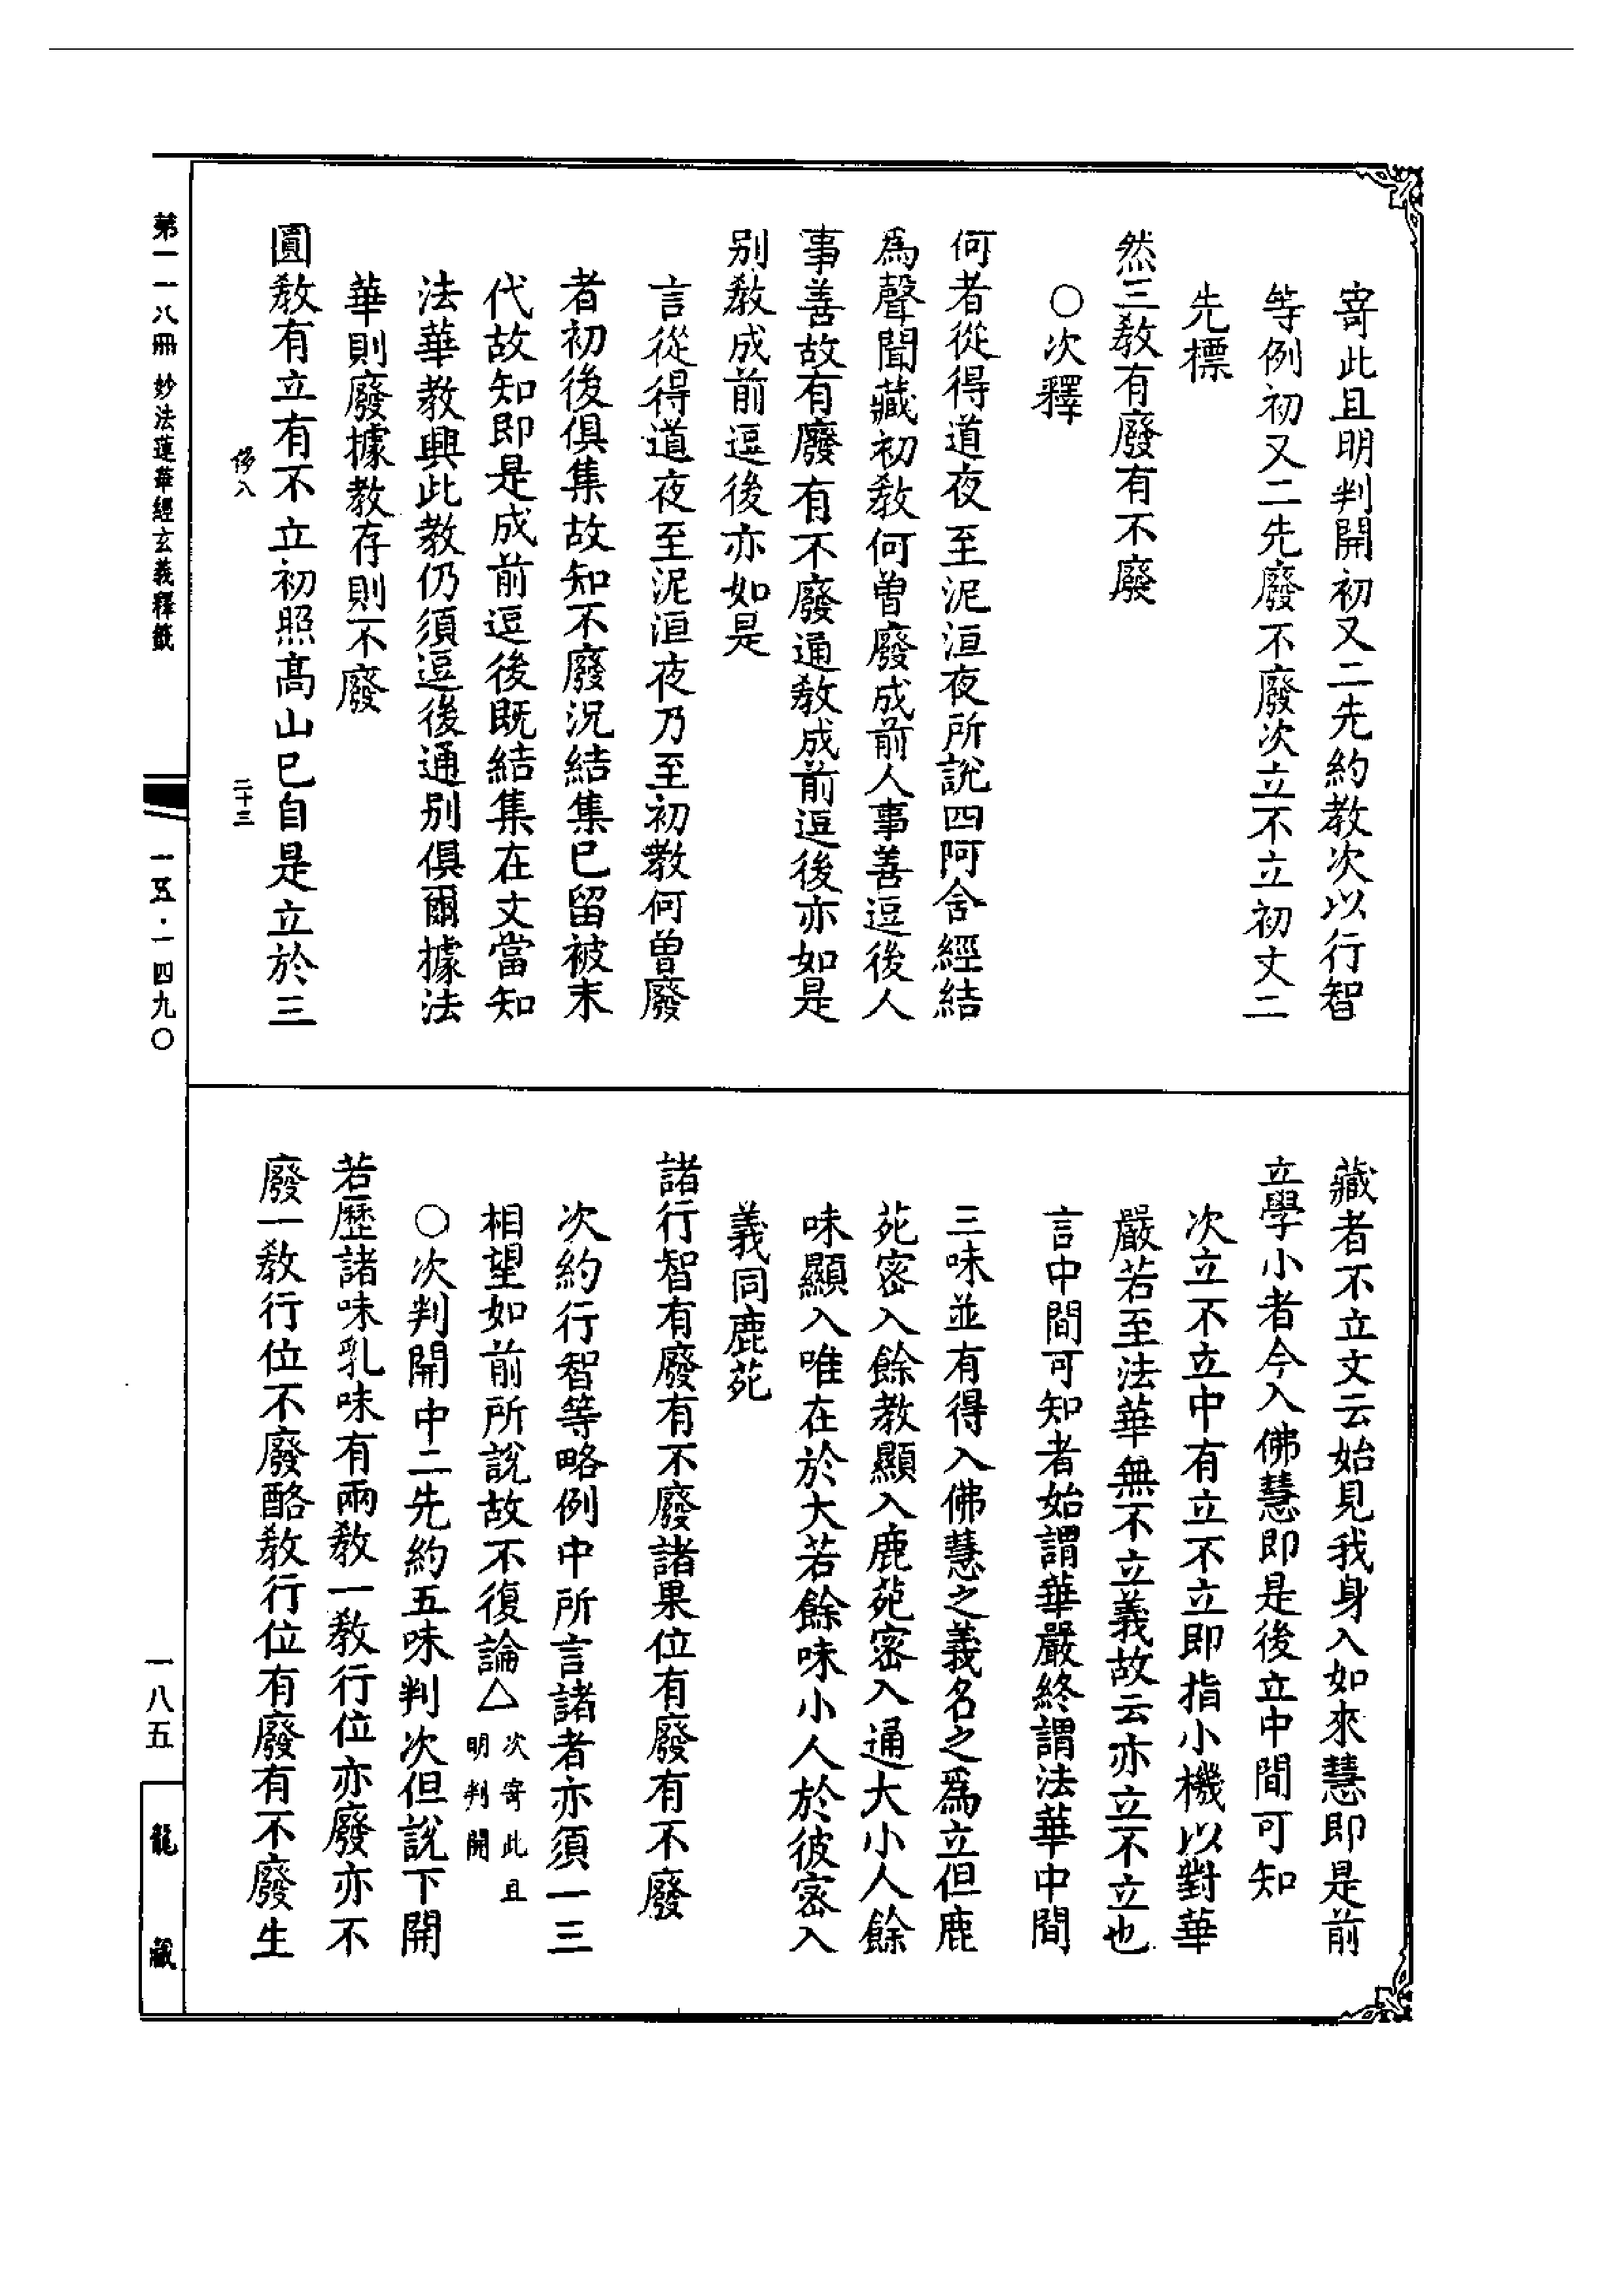 寄此且明判開初又二先約教次以行智
等例初又二先廢不廢次立不立初文二
先標
然三教有廢有不廢
○次釋
何者從得道夜至泥洹夜所說四阿含經結
為聲聞藏初教何曾廢成前人事善逗後人
事善故有廢有不廢通教成前逗後亦如是
别教成前逗後亦如是
言從得道夜至泥洹夜乃至初教何曾廢
者初後俱集故知不廢況結集已留被末
代故知即是成前逗後既結集在文當知
法華教興此教仍須逗後通别俱爾據法
華則廢據教存則不廢
圓教有立有不立初照高山已自是立於三
侈八 二十三
藏者不立文云始見我身入如來慧即是前
立學小者今入佛慧即是後立中間可知
次立不立中有立不立即指小機以對華
嚴若至法華無不立義故云亦立不立也
言中間可知者始謂華嚴終謂法華中間
三味並有得入佛慧之義名之為立但鹿
苑密入餘教顯入鹿苑密入通大小人餘
味顯入唯在於大若餘味小人於彼密入
義同鹿苑
諸行智有廢有不廢諸果位有廢有不廢
次約行智等略例中所言諸者亦須一三
相望如前所說故不復論△次寄此且明判開
○次判開中二先約五味判次但說下開
若歷諸味乳味有兩教一教行位亦廢亦不
廢一教行位不廢酪教行位有廢有不廢生
第一一八冊 妙法蓮華經玄義釋籤
一五·一四九〇
一八五
龍藏